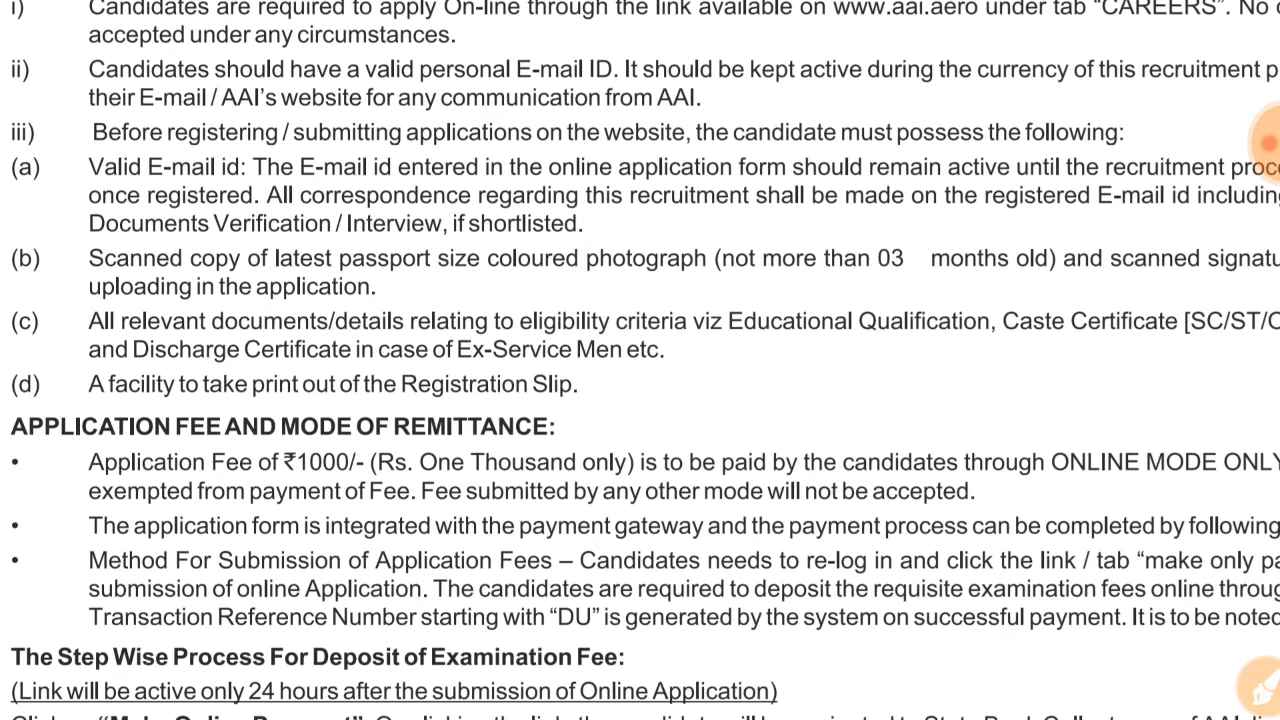 i) Candidates are required to apply On-line through the link available on www.aai.aero under tab “CAREERS”. No
accepted under any circumstances.
ii) Candidates should have a valid personal E-mail ID. It should be kept active during the currency of this recruitment
their E-mail / AAI's website for any communication from AAI.
iii) Before registering / submitting applications on the website, the candidate must possess the following:
(a) Valid E-mail id: The E-mail id entered in the online application form should remain active until the recruitment
once registered. All correspondence regarding this recruitment shall be made on the registered E-mail id including
Documents Verification / Interview, if shortlisted.
(b) Scanned copy of latest passport size coloured photograph (not more than 03 months old) and scanned
uploading in the application.
(c) All relevant documents/details relating to eligibility criteria viz Educational Qualification, Caste Certificate [SC/ST/
and Discharge Certificate in case of Ex-Service Men etc.
(d) A facility to take print out of the Registration Slip.
APPLICATION FEE AND MODE OF REMITTANCE:
• Application Fee of ₹1000/- (Rs. One Thousand only) is to be paid by the candidates through ONLINE MODE ONLY
exempted from payment of Fee. Fee submitted by any other mode will not be accepted.
• The application form is integrated with the payment gateway and the payment process can be completed by following
• Method For Submission of Application Fees – Candidates needs to re-log in and click the link / tab “make only
submission of online Application. The candidates are required to deposit the requisite examination fees online
Transaction Reference Number starting with “DU” is generated by the system on successful payment. It is to be noted
The Step Wise Process For Deposit of Examination Fee:
(Link will be active only 24 hours after the submission of Online Application)